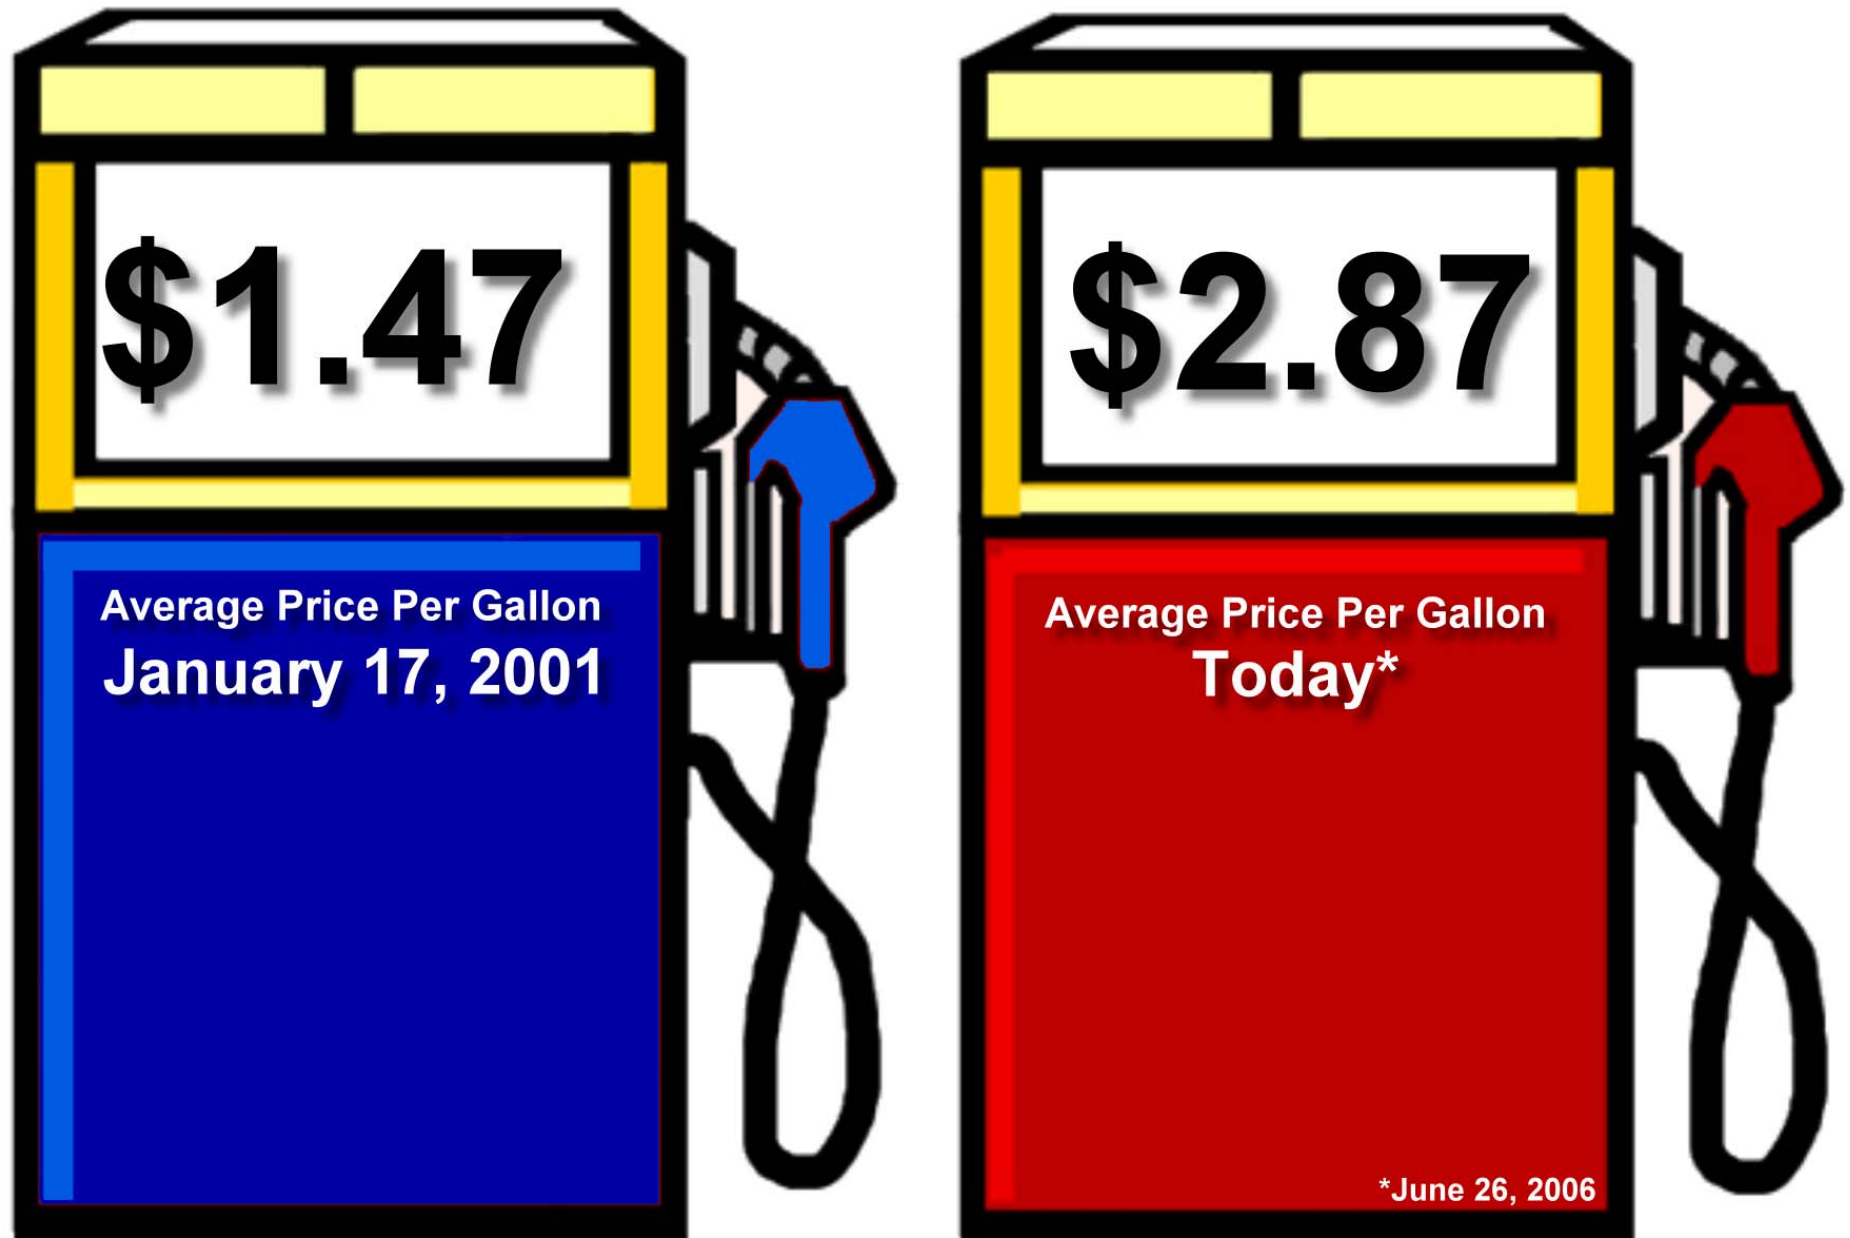 $1.47
Average Price Per Gallon
January 17, 2001
$2.87
Average Price Per Gallon
Today*
*June 26, 2006